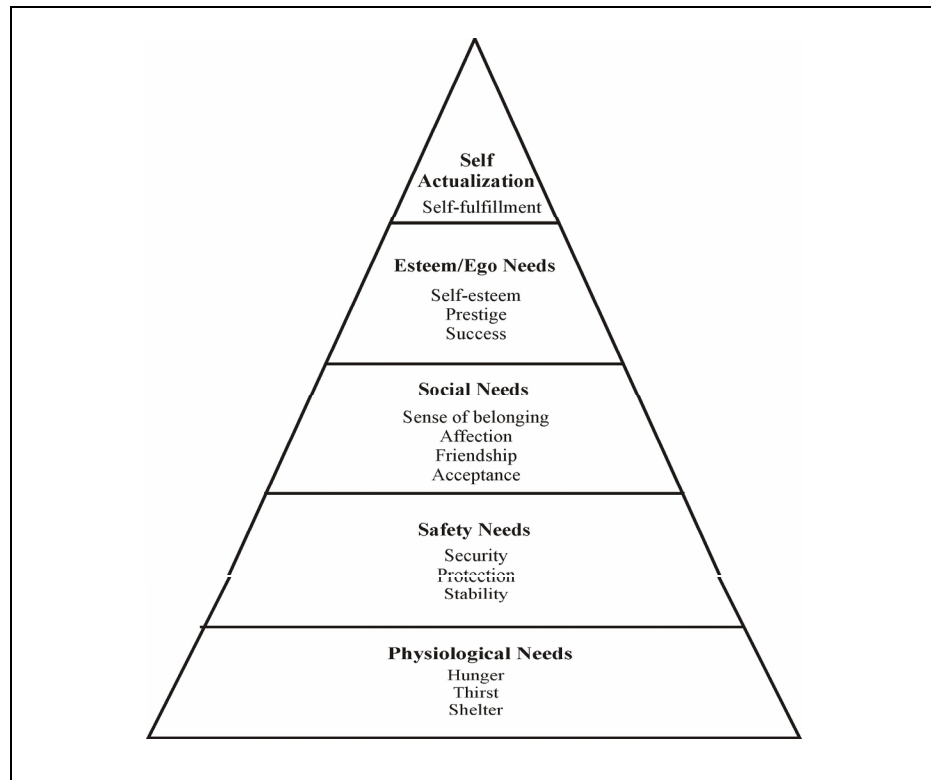 Self
Actualization
Self-fulfillment
Esteem/Ego Needs
Self-esteem
Prestige
Success
Social Needs
Sense of belonging
Affection
Friendship
Acceptance
Safety Needs
Security
Protection
Stability
Physiological Needs
Hunger
Thirst
Shelter